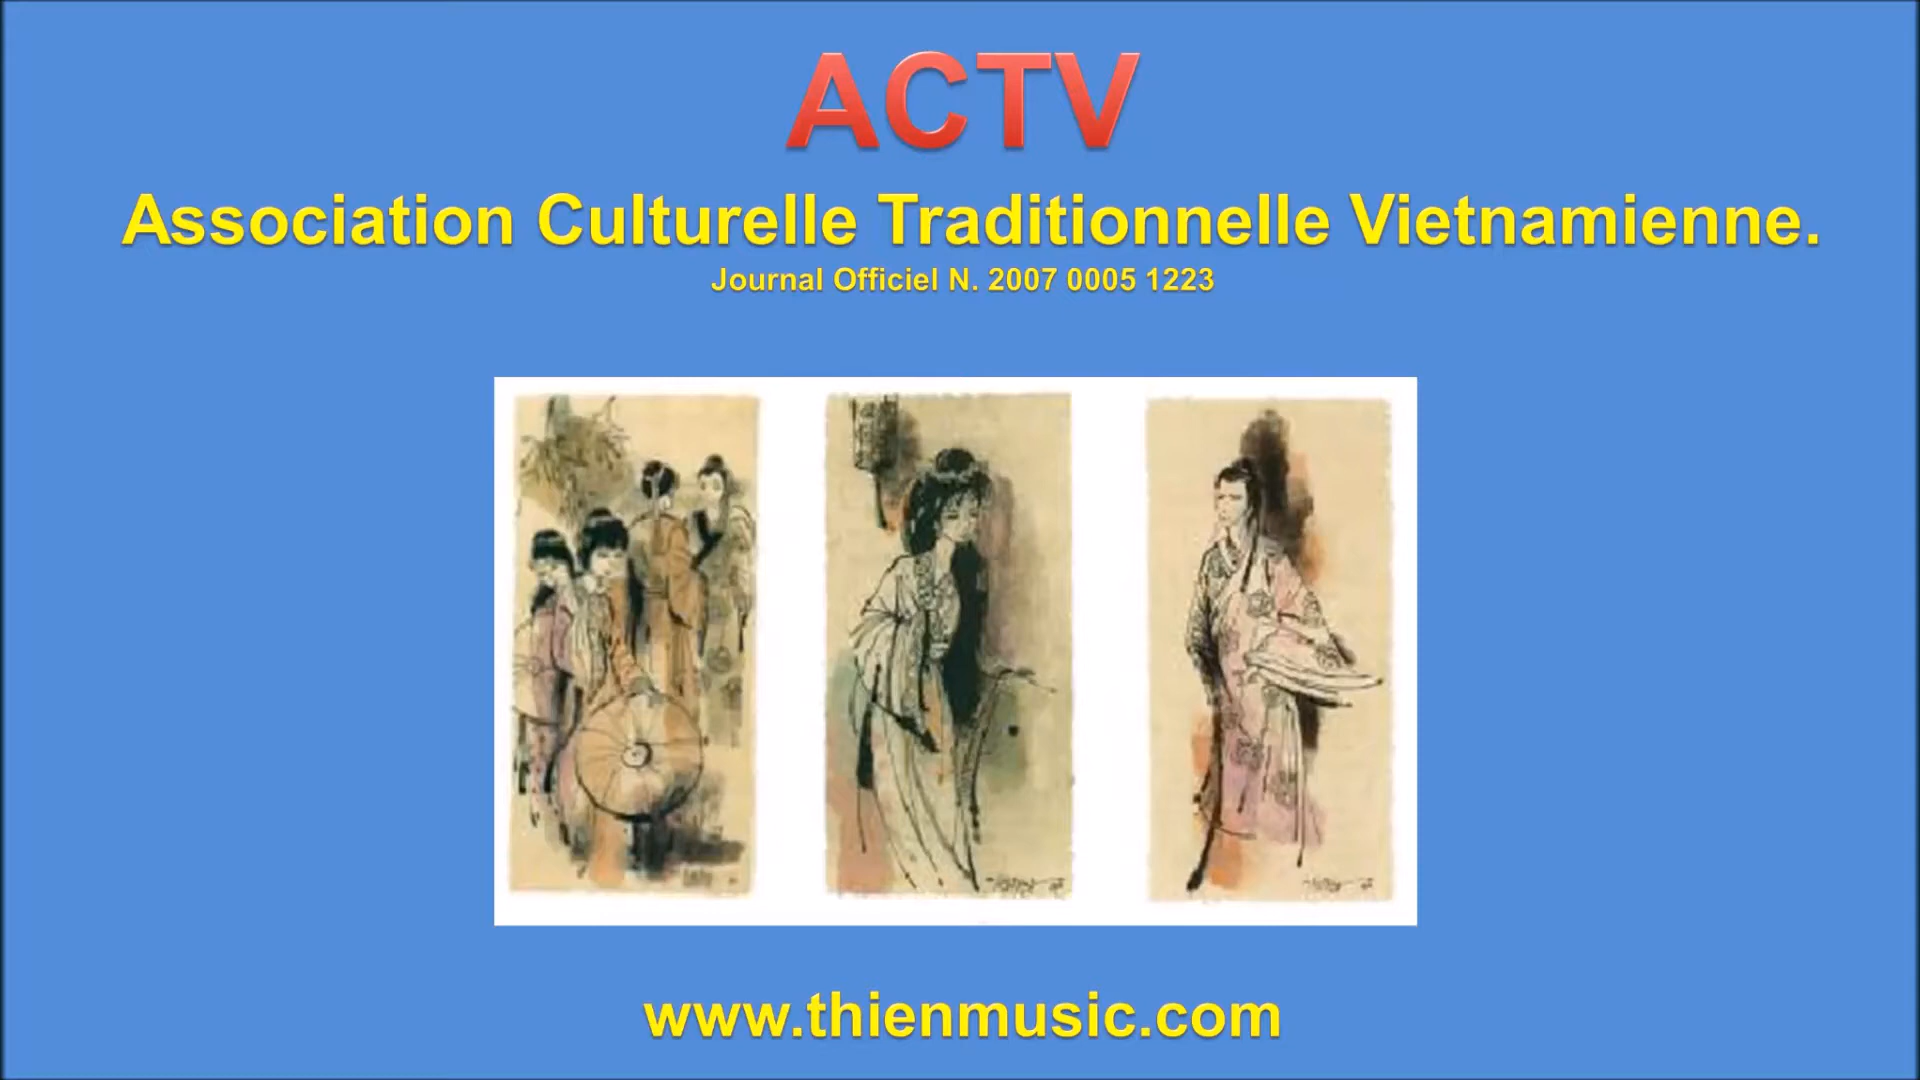 ACTV
Association Culturelle Traditionnelle Vietnamienne.
Journal Officiel N. 2007 0005 1223
www.thienmusic.com